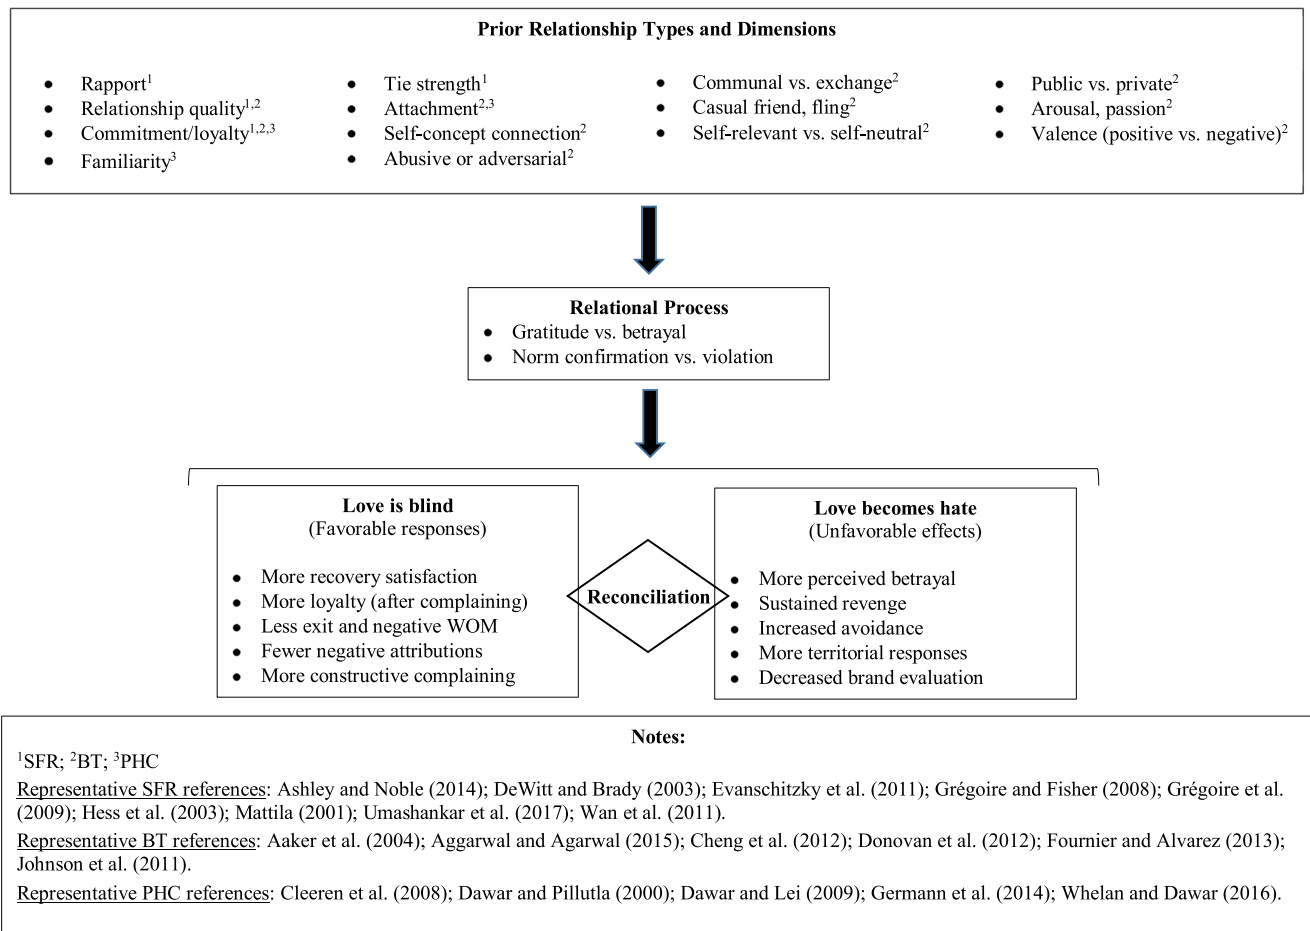 Prior Relationship Types and Dimensions
● Rapport¹
● Relationship quality¹,²
● Commitment/loyalty¹,²,³
● Familiarity³
● Tie strength¹
● Attachment²,³
● Self-concept connection²
● Abusive or adversarial²
● Communal vs. exchange²
● Casual friend, fling²
● Self-relevant vs. self-neutral²
● Public vs. private²
● Arousal, passion²
● Valence (positive vs. negative)²
Relational Process
● Gratitude vs. betrayal
● Norm confirmation vs. violation
Love is blind
(Favorable responses)
● More recovery satisfaction
● More loyalty (after complaining)
● Less exit and negative WOM
● Fewer negative attributions
● More constructive complaining
Reconciliation
Love becomes hate
(Unfavorable effects)
● More perceived betrayal
● Sustained revenge
● Increased avoidance
● More territorial responses
● Decreased brand evaluation
Notes:
¹SFR; ²BT; ³PHC
Representative SFR references: Ashley and Noble (2014); DeWitt and Brady (2003); Evanschitzky et al. (2011); Grégoire and Fisher (2008); Grégoire et al.
(2009); Hess et al. (2003); Mattila (2001); Umashankar et al. (2017); Wan et al. (2011).
Representative BT references: Aaker et al. (2004); Aggarwal and Agarwal (2015); Cheng et al. (2012); Donovan et al. (2012); Fournier and Alvarez (2013);
Johnson et al. (2011).
Representative PHC references: Cleeren et al. (2008); Dawar and Pillutla (2000); Dawar and Lei (2009); Germann et al. (2014); Whelan and Dawar (2016).